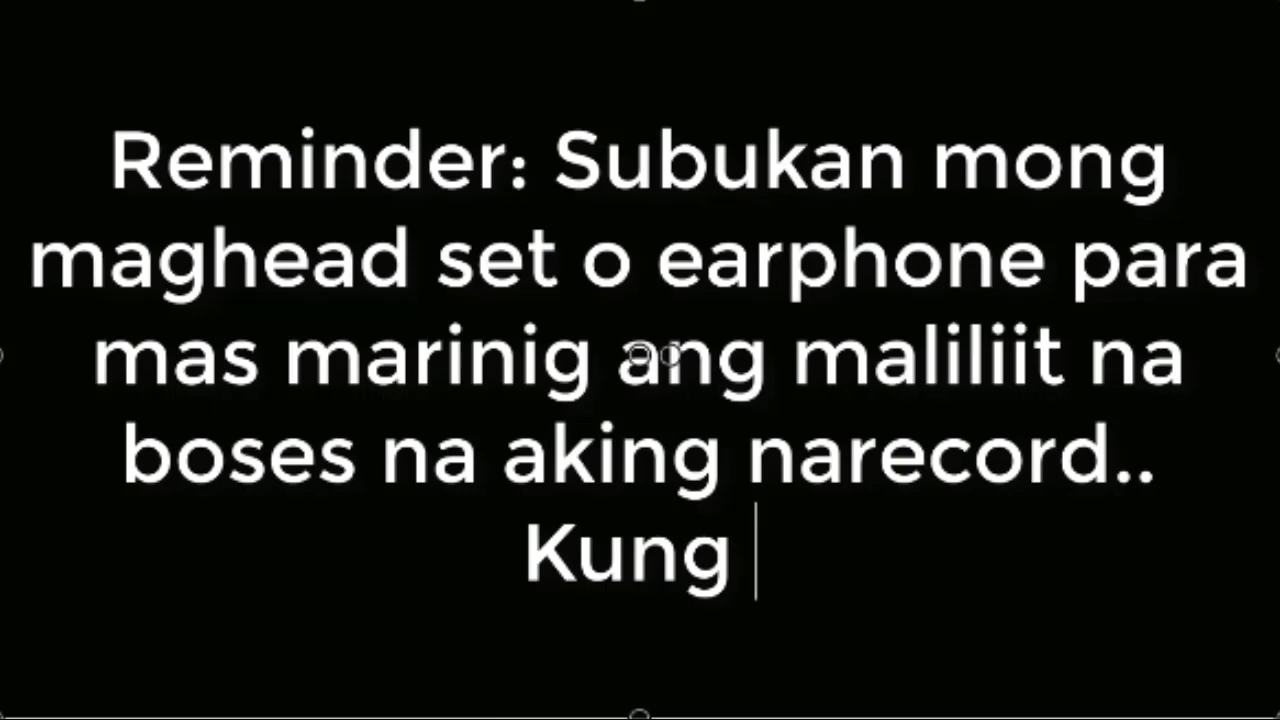 Reminder: Subukan mong
maghead set o earphone para
mas marinig ang maliliit na
boses na aking narecord..
Kung